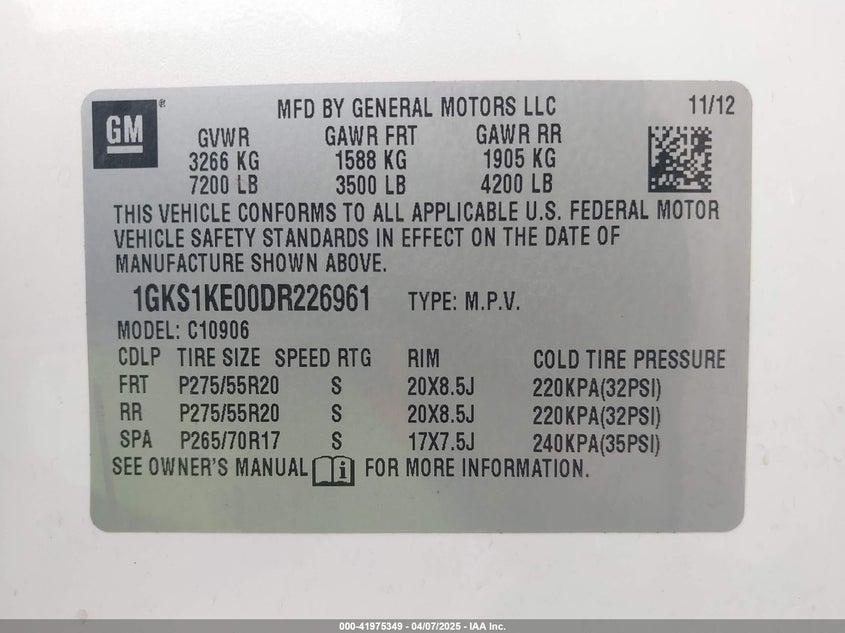 GM ® MFD BY GENERAL MOTORS LLC 11/12
GVWR GAWR FRT GAWR RR
3266 KG 1588 KG 1905 KG
7200 LB 3500 LB 4200 LB
THIS VEHICLE CONFORMS TO ALL APPLICABLE U.S. FEDERAL MOTOR
VEHICLE SAFETY STANDARDS IN EFFECT ON THE DATE OF
MANUFACTURE SHOWN ABOVE.
1GKS1KE00DR226961 TYPE: M.P.V.
MODEL: C10906
CDLP TIRE SIZE SPEED RTG RIM COLD TIRE PRESSURE
FRT P275/55R20 S 20X8.5J 220KPA(32PSI)
RR P275/55R20 S 20X8.5J 220KPA(32PSI)
SPA P265/70R17 S 17X7.5J 240KPA(35PSI)
SEE OWNER'S MANUAL i FOR MORE INFORMATION.
000-41975349 - 04/07/2025 - IAA Inc.